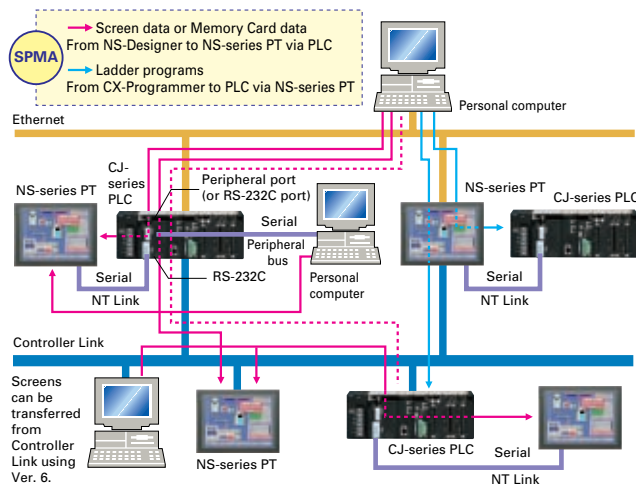 SPMA
Screen data or Memory Card data
From NS-Designer to NS-series PT via PLC
Ladder programs
From CX-Programmer to PLC via NS-series PT
Personal computer
Ethernet
CJ-
series
PLC
NS-series PT
Peripheral port
(or RS-232C port)
Serial
Peripheral
bus
RS-232C
Serial
NT Link
Personal
computer
NS-series PT
CJ-series PLC
Serial
NT Link
Controller Link
Screens
can be
transferred
from
Controller
Link using
Ver. 6.
NS-series PT
CJ-series PLC
Serial
NT Link